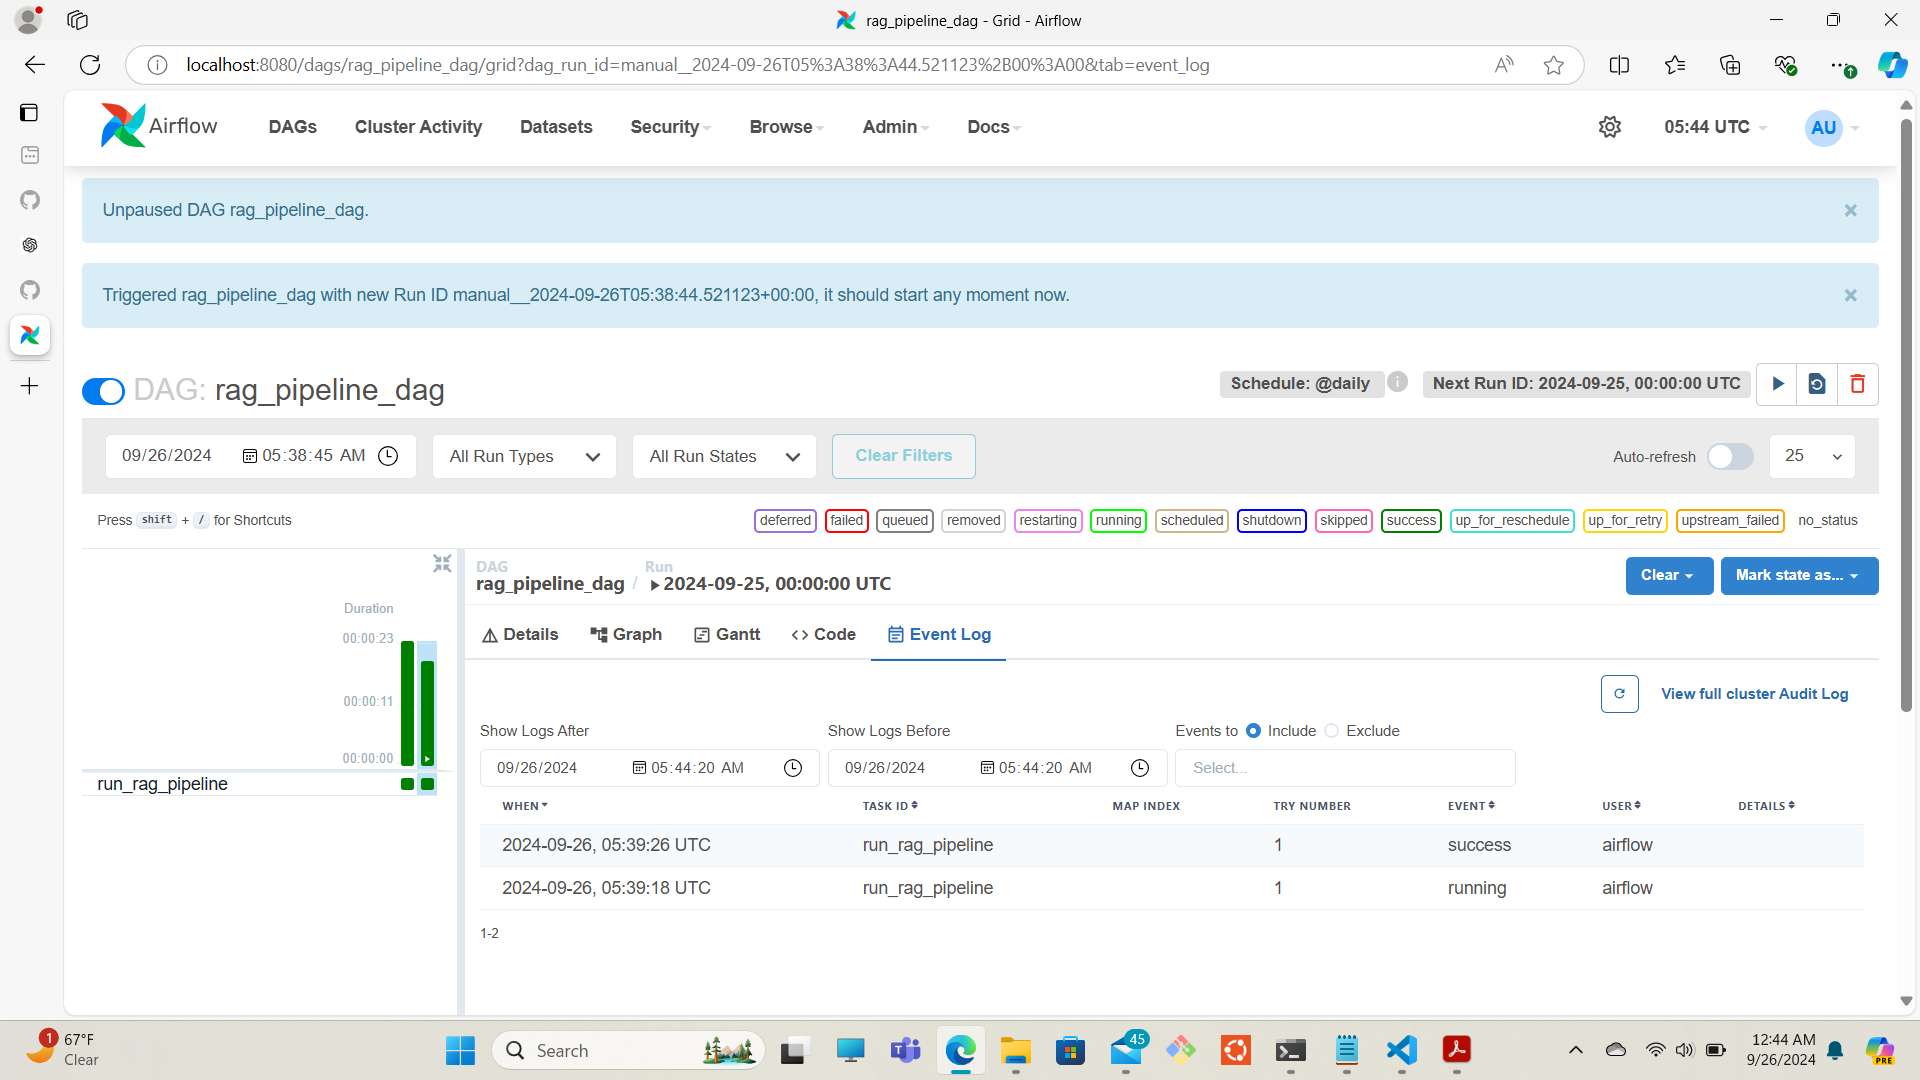 rag_pipeline_dag - Grid - Airflow
localhost:8080/dags/rag_pipeline_dag/grid?dag_run_id=manual__2024-09-26T05%3A38%3A44.521123%2B00%3A00&tab=event_log
Airflow DAGs Cluster Activity Datasets Security Browse Admin Docs 05:44 UTC AU
Unpaused DAG rag_pipeline_dag. ×
Triggered rag_pipeline_dag with new Run ID manual__2024-09-26T05:38:44.521123+00:00, it should start any moment now. ×
DAG: rag_pipeline_dag Schedule: @daily i Next Run ID: 2024-09-25, 00:00:00 UTC
09/26/2024 05:38:45 AM All Run Types All Run States Clear Filters Auto-refresh 25
Press shift + / for Shortcuts deferred failed queued removed restarting running scheduled shutdown skipped success up_for_reschedule up_for_retry upstream_failed no_status
DAG Run
rag_pipeline_dag / 2024-09-25, 00:00:00 UTC Clear Mark state as...
Duration
00:00:23
00:00:11
00:00:00
run_rag_pipeline
Details Graph Gantt <> Code Event Log
View full cluster Audit Log
Show Logs After Show Logs Before Events to Include Exclude
09/26/2024 05:44:20 AM 09/26/2024 05:44:20 AM Select...
WHEN TASK ID MAP INDEX TRY NUMBER EVENT USER DETAILS
2024-09-26, 05:39:26 UTC run_rag_pipeline 1 success airflow
2024-09-26, 05:39:18 UTC run_rag_pipeline 1 running airflow
1-2
1 67°F
Clear
Search
45
12:44 AM
9/26/2024
PRE